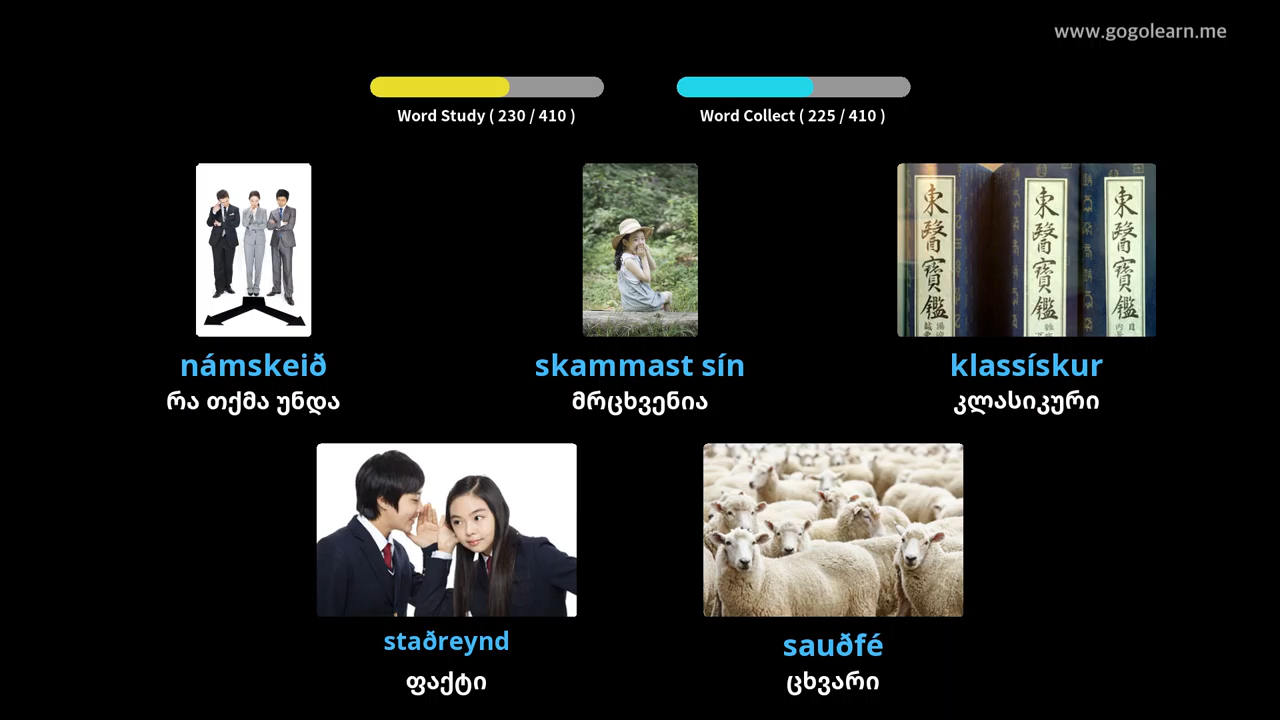 www.gogolearn.me
Word Study ( 230 / 410 )
Word Collect ( 225 / 410 )
東醫寶鑑
東醫寶鑑
東醫寶鑑
námskeið
skammast sín
klassískur
რა თქმა უნდა
მრცხვენია
კლასიკური
staðreynd
sauðfé
ფაქტი
ცხვარი